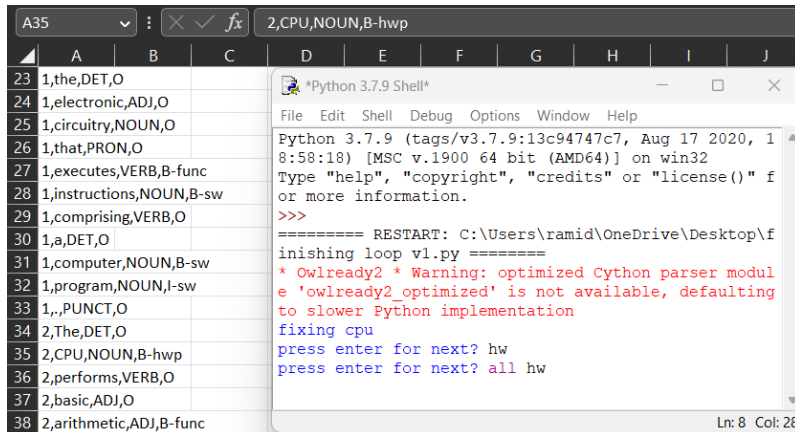 A35 fx 2,CPU,NOUN,B-hwp
A B C D E F G H I J
23 1,the,DET,O
24 1,electronic,ADJ,O
25 1,circuitry,NOUN,O
26 1,that,PRON,O
27 1,executes,VERB,B-func
28 1,instructions,NOUN,B-sw
29 1,comprising,VERB,O
30 1,a,DET,O
31 1,computer,NOUN,B-sw
32 1,program,NOUN,I-sw
33 1,.,PUNCT,O
34 2,The,DET,O
35 2,CPU,NOUN,B-hwp
36 2,performs,VERB,O
37 2,basic,ADJ,O
38 2,arithmetic,ADJ,B-func
*Python 3.7.9 Shell*
File Edit Shell Debug Options Window Help
Python 3.7.9 (tags/v3.7.9:13c94747c7, Aug 17 2020, 1
8:58:18) [MSC v.1900 64 bit (AMD64)] on win32
Type "help", "copyright", "credits" or "license()" f
or more information.
>>>
========= RESTART: C:\Users\ramid\OneDrive\Desktop\f
inishing loop v1.py ========
* Owlready2 * Warning: optimized Cython parser modul
e 'owlready2_optimized' is not available, defaulting
to slower Python implementation
fixing cpu
press enter for next? hw
press enter for next? all hw
Ln: 8 Col: 28